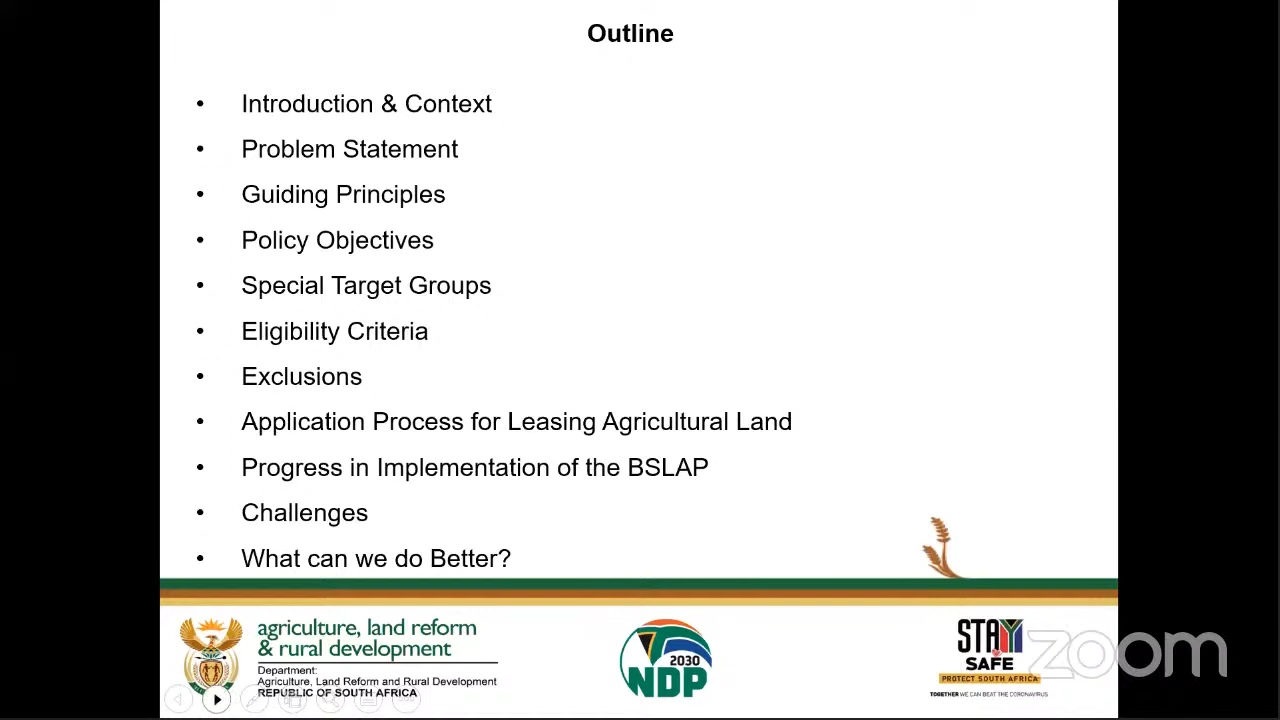 Outline
• Introduction & Context
• Problem Statement
• Guiding Principles
• Policy Objectives
• Special Target Groups
• Eligibility Criteria
• Exclusions
• Application Process for Leasing Agricultural Land
• Progress in Implementation of the BSLAP
• Challenges
• What can we do Better?
agriculture, land reform
& rural development
Department:
Agriculture, Land Reform and Rural Development
REPUBLIC OF SOUTH AFRICA
2030
NDP
STAY
SAFE
PROTECT SOUTH AFRICA
TOGETHER WE CAN BEAT THE CORONAVIRUS
zoom